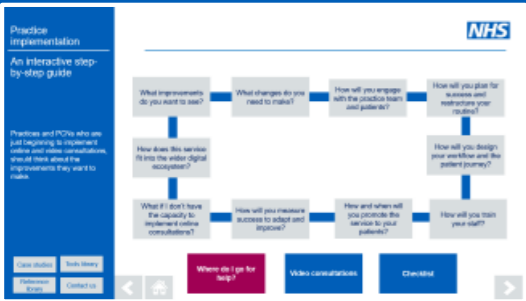 Practice
implementation
An interactive step-
by-step guide
Practices and PCNs who are
just beginning to implement
online and video consultations,
should think about the
improvements they want to
make
Case studies
Tools library
Reference
library
Contact us
NHS
What improvements
do you want to see?
What changes do you
need to make?
How will you engage
with the practice team
and patients?
How will you plan for
success and
restructure your
routine?
How does this service
fit into the wider digital
ecosystem?
How will you design
your workflow and the
patient journey?
What if I don't have
the capacity to
implement online
consultations?
How will you measure
success to adapt and
improve?
How and when will
you promote the
service to your
patients?
How will you train
your staff?
Where do I go for
help?
Video consultations
Checklist